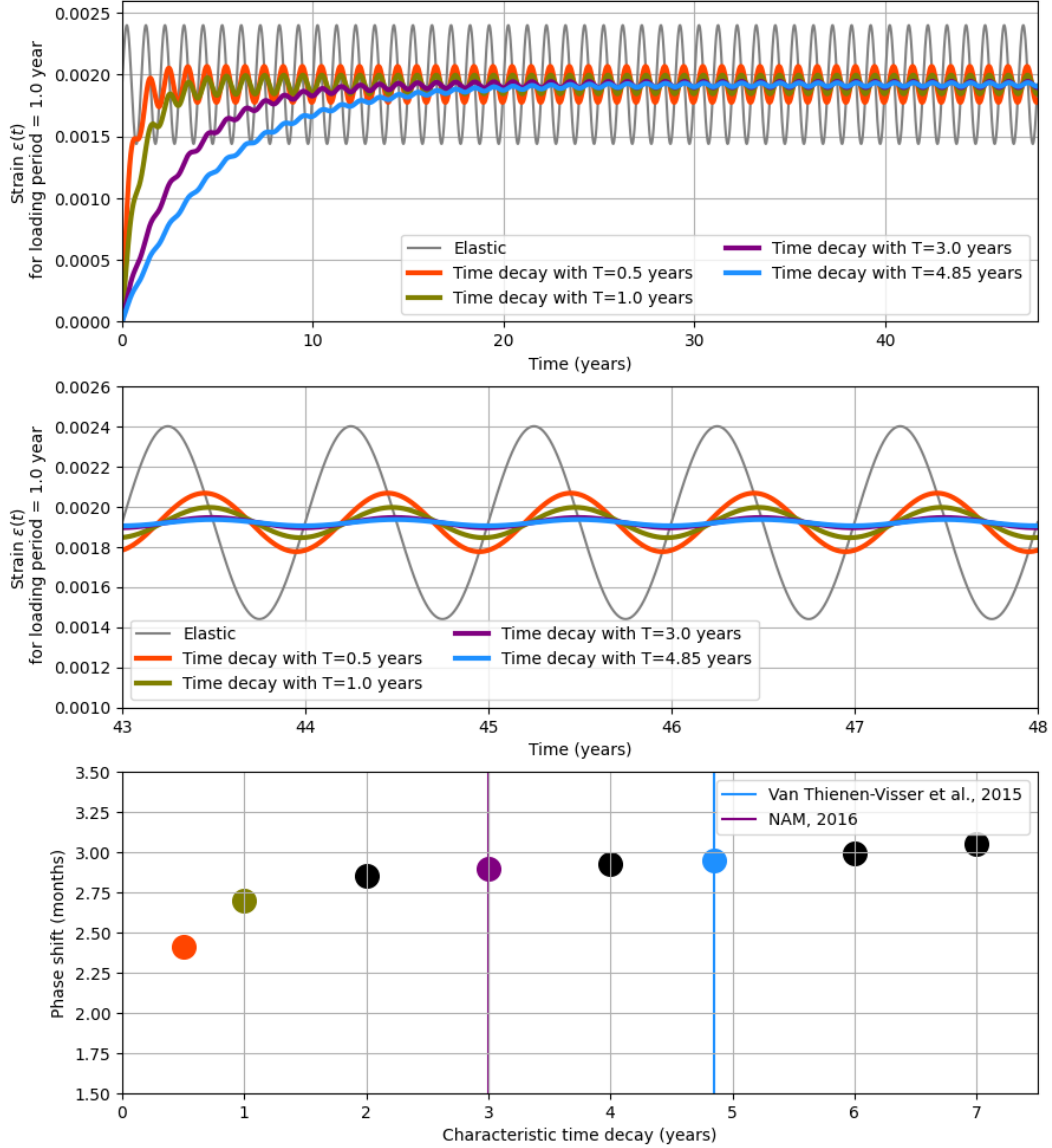 0.0025
0.0020
0.0015
0.0010
0.0005
0.0000
Strain ε(t)
for loading period = 1.0 year
Elastic
Time decay with T=0.5 years
Time decay with T=1.0 years
Time decay with T=3.0 years
Time decay with T=4.85 years
0 10 20 30 40
Time (years)
0.0026
0.0024
0.0022
0.0020
0.0018
0.0016
0.0014
0.0012
0.0010
Strain ε(t)
for loading period = 1.0 year
Elastic
Time decay with T=0.5 years
Time decay with T=1.0 years
Time decay with T=3.0 years
Time decay with T=4.85 years
43 44 45 46 47 48
Time (years)
3.50
3.25
3.00
2.75
2.50
2.25
2.00
1.75
1.50
Phase shift (months)
Van Thienen-Visser et al., 2015
NAM, 2016
0 1 2 3 4 5 6 7
Characteristic time decay (years)